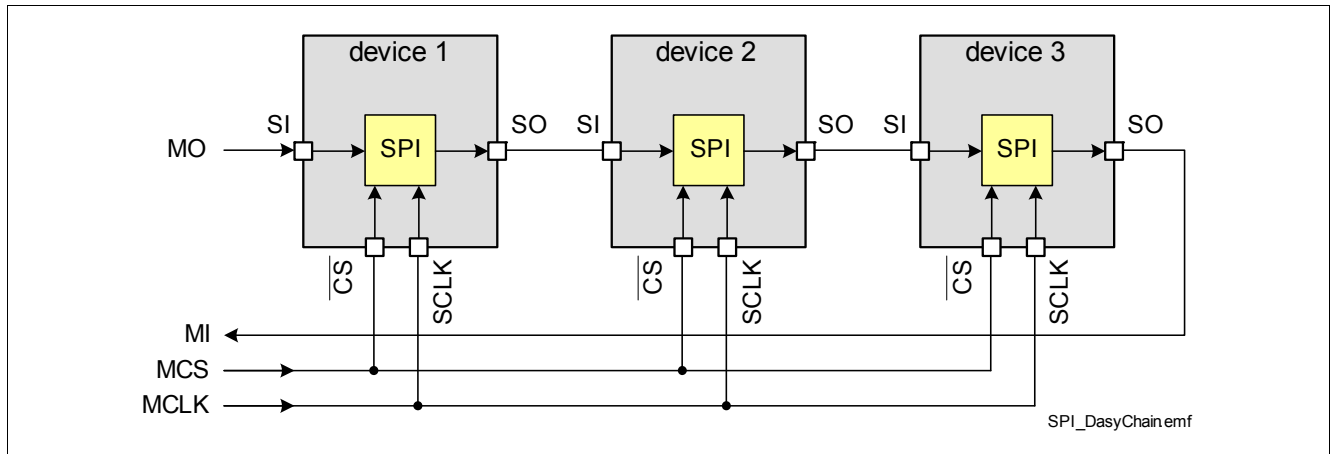 device 1 device 2 device 3
MO SI SPI SO SI SPI SO SI SPI SO
CS SCLK CS SCLK CS SCLK
MI
MCS
MCLK
SPI_DasyChain.emf